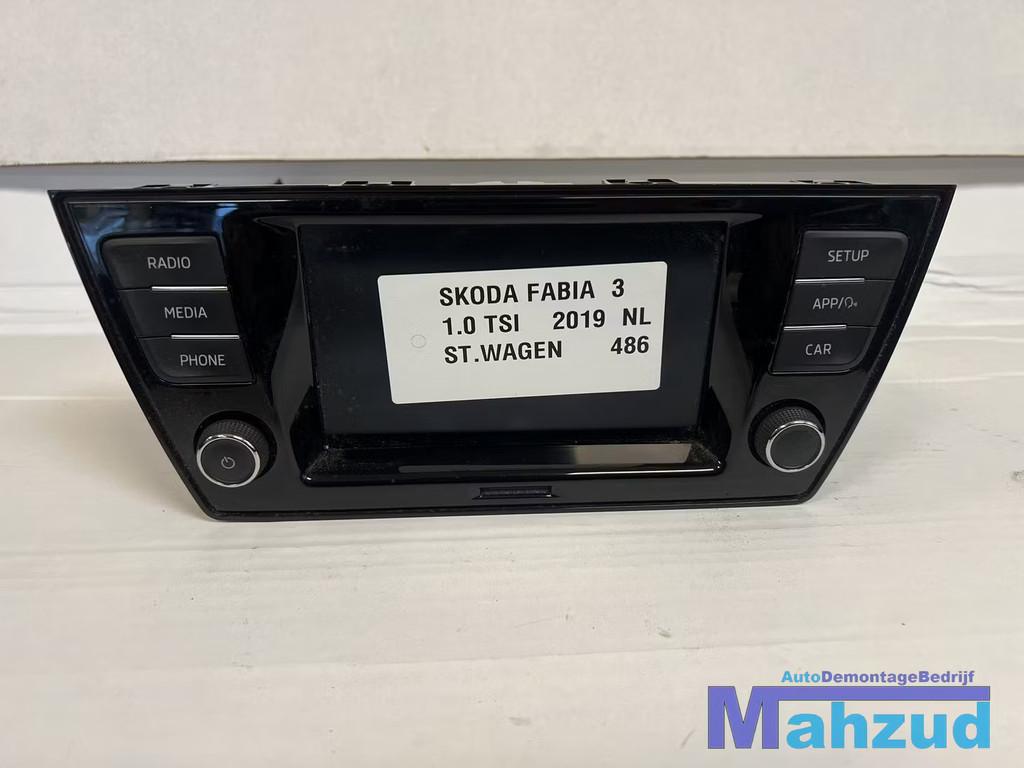 RADIO
MEDIA
PHONE
SKODA FABIA 3
1.0 TSI 2019 NL
ST.WAGEN 486
SETUP
APP/
CAR
AutoDemontageBedrijf
Mahzud